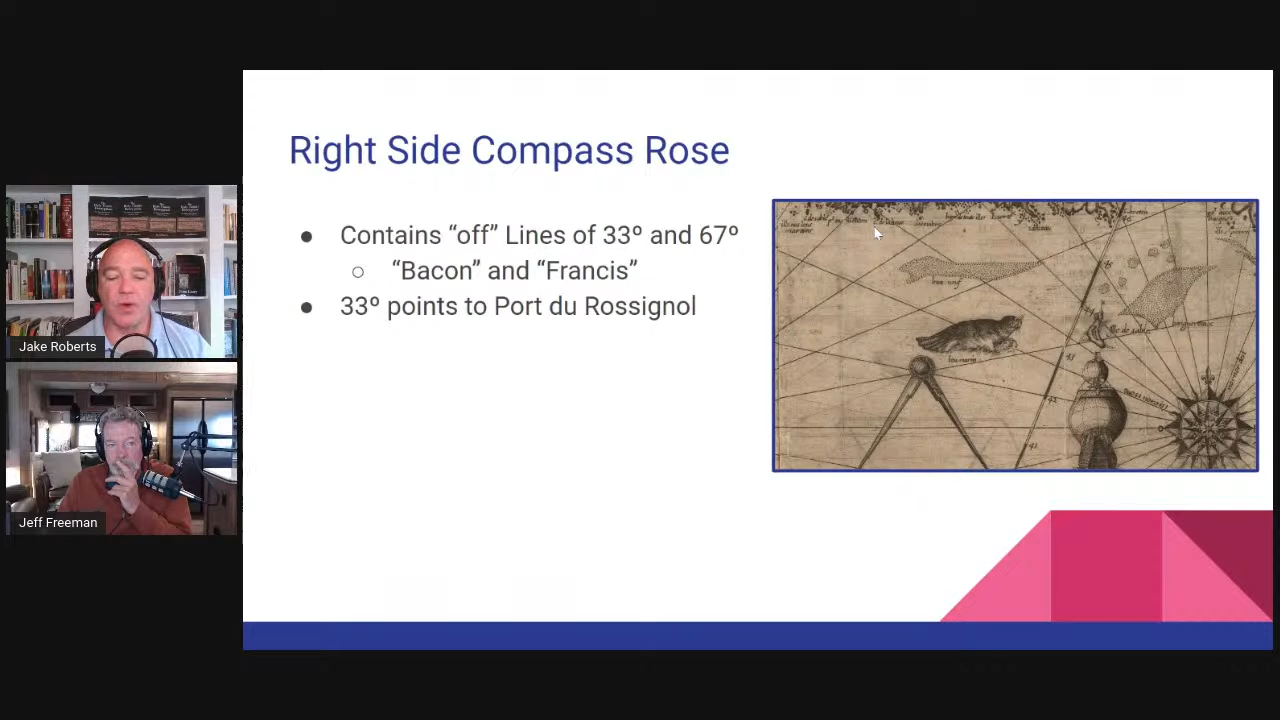 Right Side Compass Rose
● Contains “off” Lines of 33º and 67º
○ “Bacon” and “Francis”
● 33º points to Port du Rossignol
Jake Roberts
Jeff Freeman